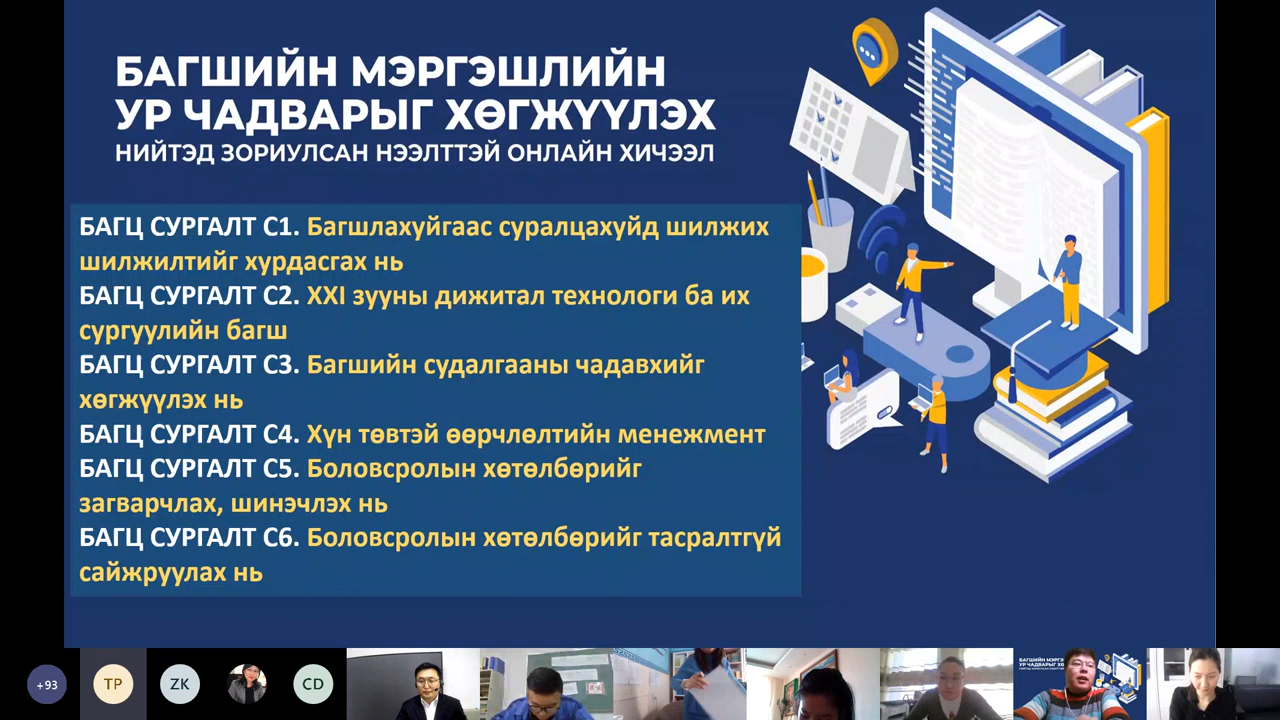 БАГШИЙН МЭРГЭШЛИЙН
УР ЧАДВАРЫГ ХӨГЖҮҮЛЭХ
НИЙТЭД ЗОРИУЛСАН НЭЭЛТТЭЙ ОНЛАЙН ХИЧЭЭЛ
БАГЦ СУРГАЛТ С1. Багшлахуйгаас суралцахуйд шилжих
шилжилтийг хурдасгах нь
БАГЦ СУРГАЛТ С2. XXI зууны дижитал технологи ба их
сургуулийн багш
БАГЦ СУРГАЛТ С3. Багшийн судалгааны чадавхийг
хөгжүүлэх нь
БАГЦ СУРГАЛТ С4. Хүн төвтэй өөрчлөлтийн менежмент
БАГЦ СУРГАЛТ С5. Боловсролын хөтөлбөрийг
загварчлах, шинэчлэх нь
БАГЦ СУРГАЛТ С6. Боловсролын хөтөлбөрийг тасралтгүй
сайжруулах нь
+93 TP ZK CD